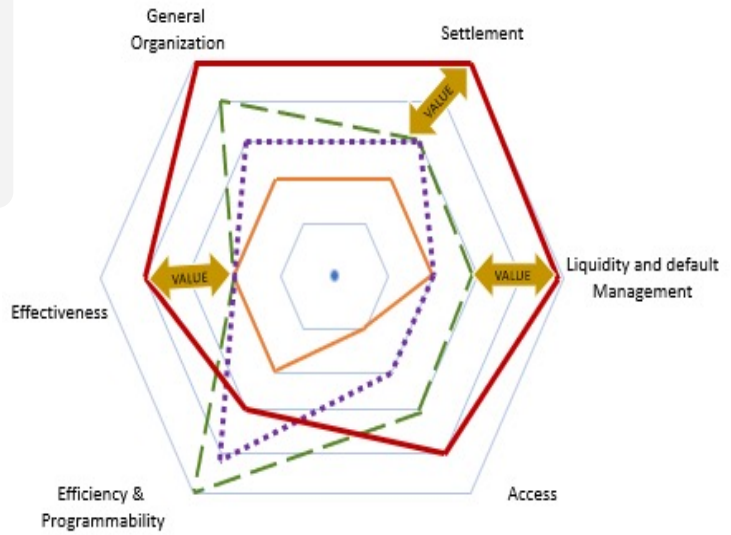 General
Organization
Settlement
VALUE
VALUE
VALUE
Liquidity and default
Management
Effectiveness
Efficiency &
Programmability
Access